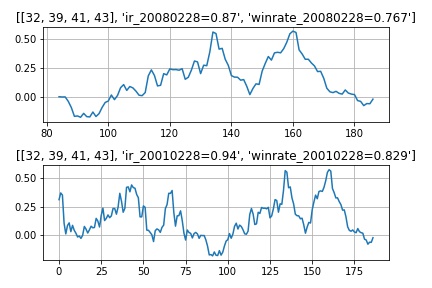 [[32, 39, 41, 43], 'ir_20080228=0.87', 'winrate_20080228=0.767']
0.50
0.25
0.00
80 100 120 140 160 180
[[32, 39, 41, 43], 'ir_20010228=0.94', 'winrate_20010228=0.829']
0.50
0.25
0.00
0 25 50 75 100 125 150 175